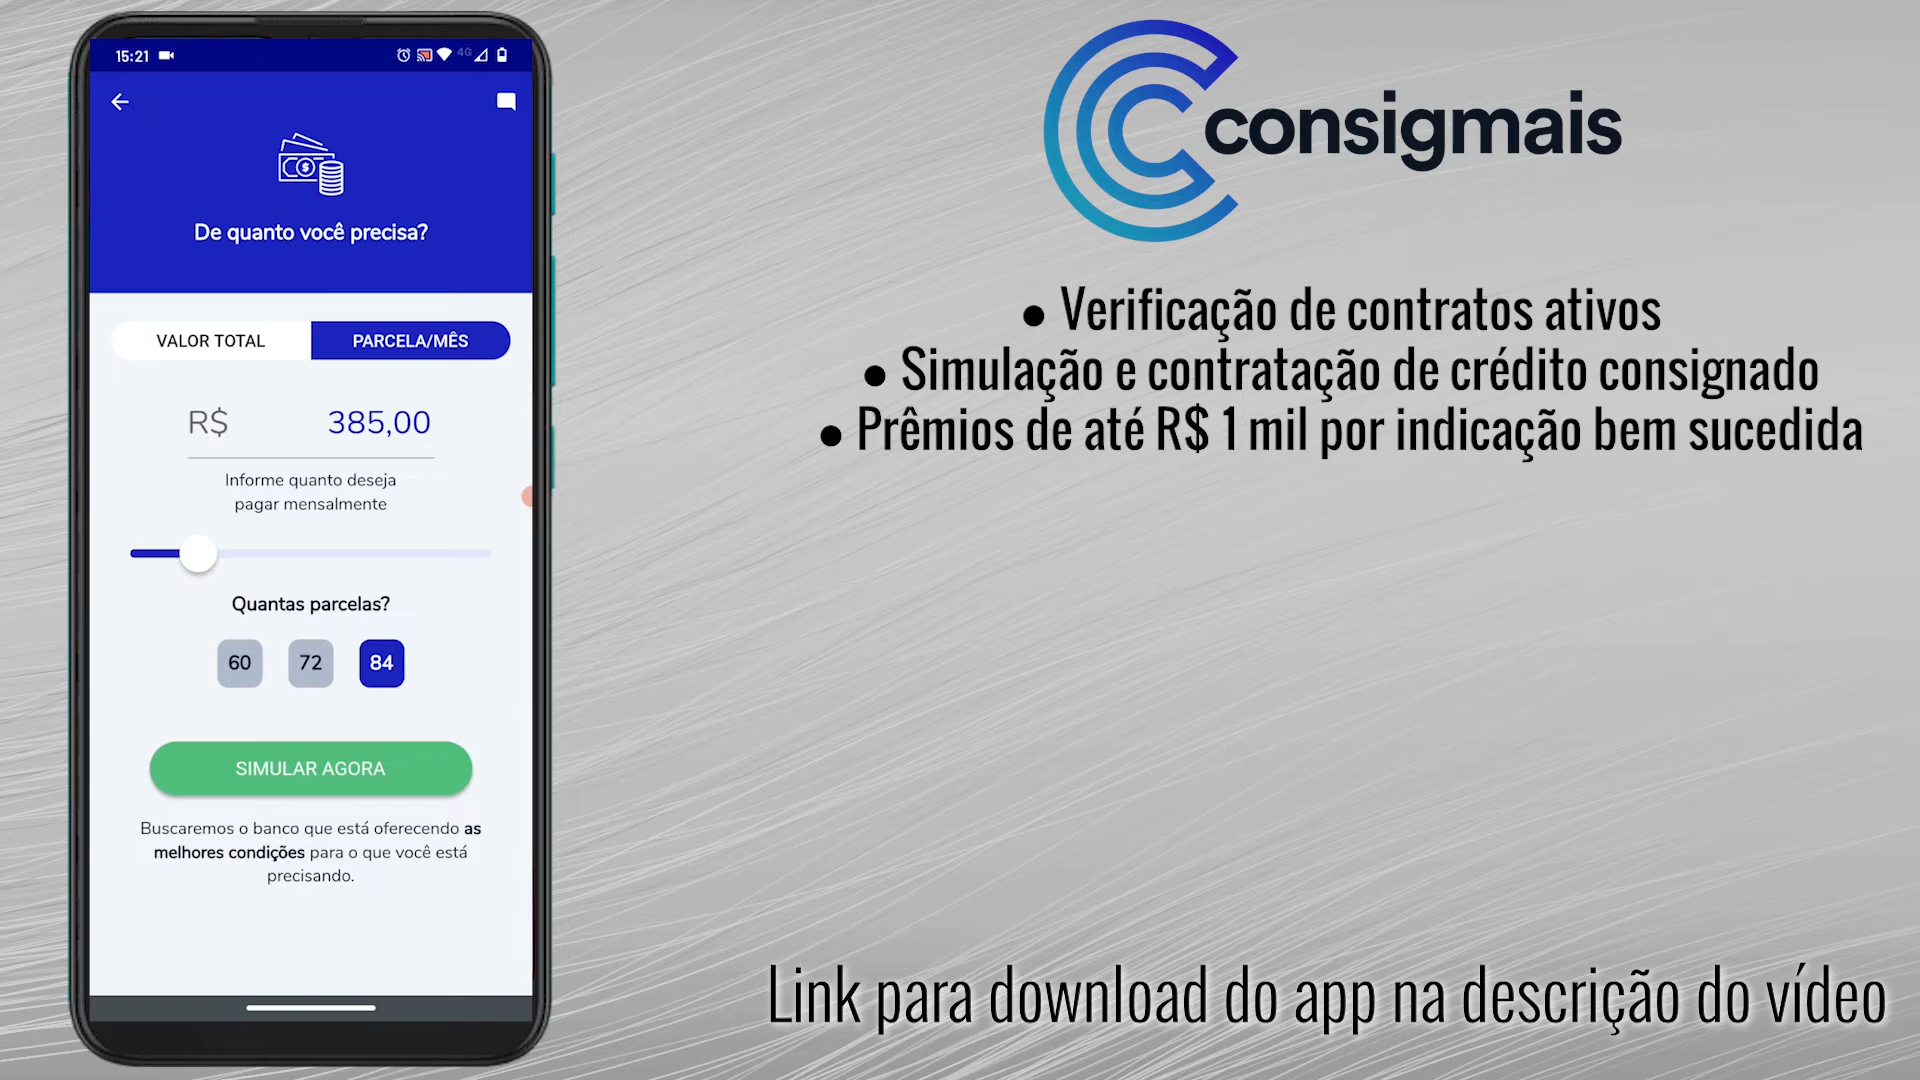 15:21
4G
De quanto você precisa?
VALOR TOTAL
PARCELA/MÊS
R$ 385,00
Informe quanto deseja
pagar mensalmente
Quantas parcelas?
60 72 84
SIMULAR AGORA
Buscaremos o banco que está oferecendo as
melhores condições para o que você está
precisando.
consigmais
• Verificação de contratos ativos
• Simulação e contratação de crédito consignado
• Prêmios de até R$ 1 mil por indicação bem sucedida
Link para download do app na descrição do vídeo